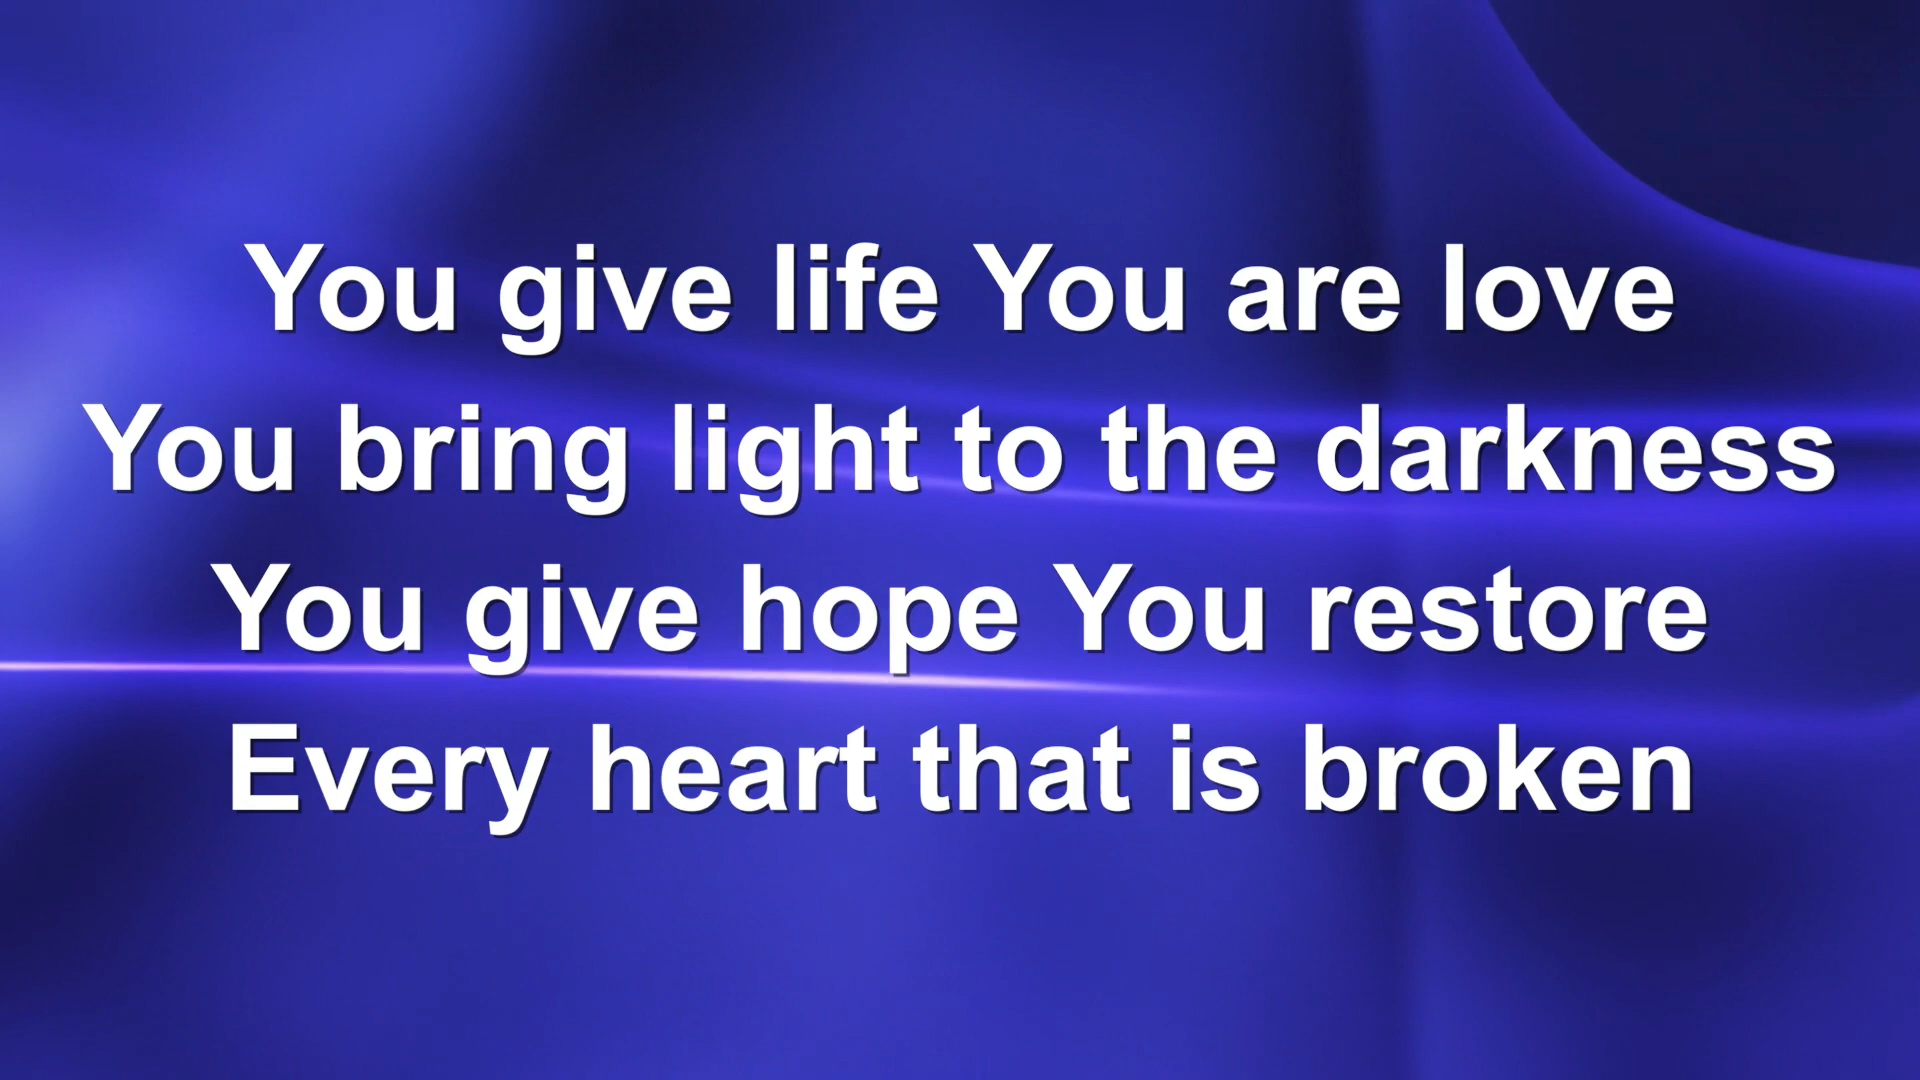 You give life You are love
You bring light to the darkness
You give hope You restore
Every heart that is broken